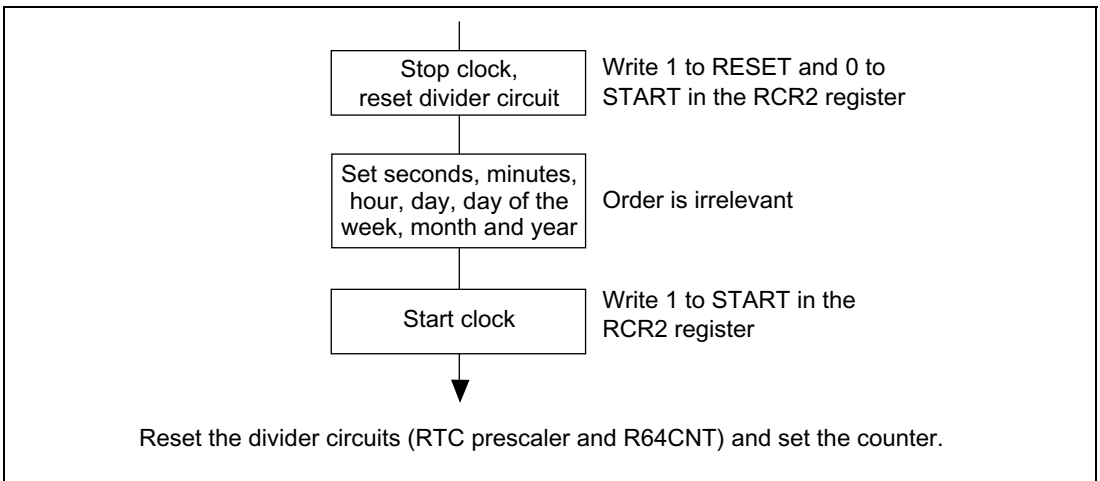 Stop clock,
reset divider circuit
Write 1 to RESET and 0 to
START in the RCR2 register
Set seconds, minutes,
hour, day, day of the
week, month and year
Order is irrelevant
Start clock
Write 1 to START in the
RCR2 register
Reset the divider circuits (RTC prescaler and R64CNT) and set the counter.